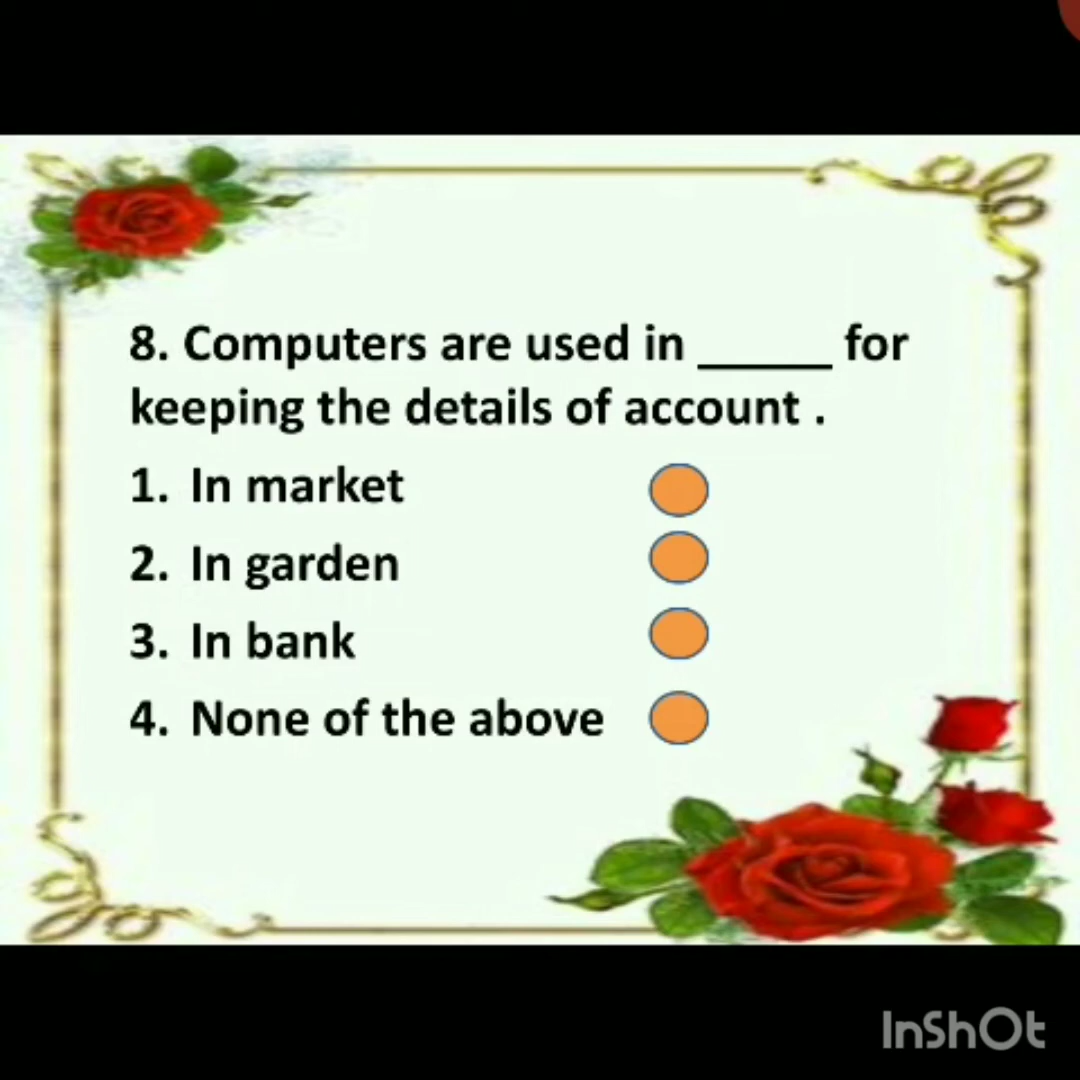 8. Computers are used in _____ for
keeping the details of account .
1. In market
2. In garden
3. In bank
4. None of the above
InShOt